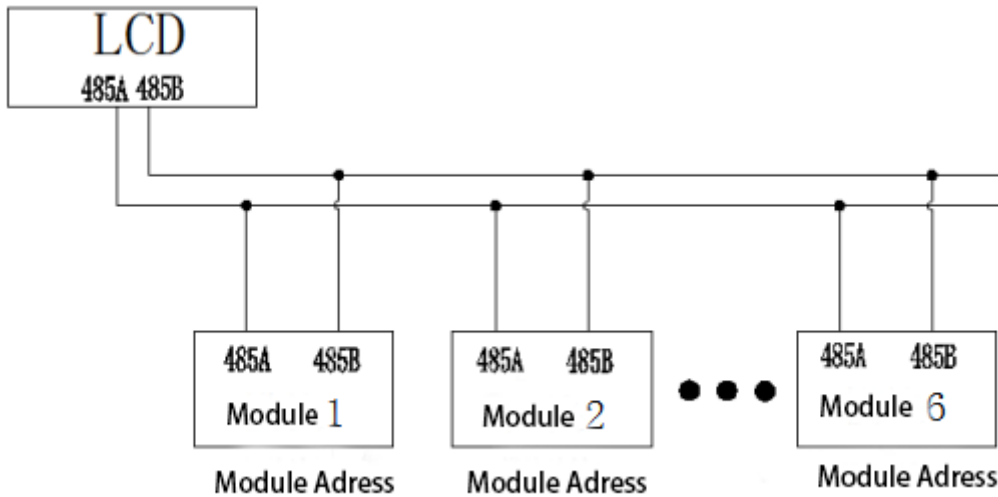 LCD
485A 485B
485A 485B
Module 1
Module Adress
485A 485B
Module 2
Module Adress
485A 485B
Module 6
Module Adress